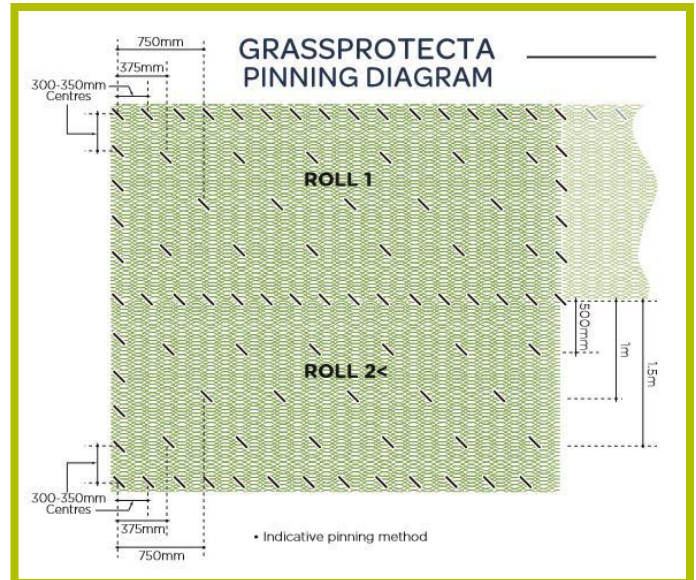 GRASSPROTECTA
PINNING DIAGRAM
750mm
375mm
300-350mm
Centres
ROLL 1
500mm
1m
1.5m
ROLL 2<
300-350mm
Centres
375mm
750mm
• Indicative pinning method